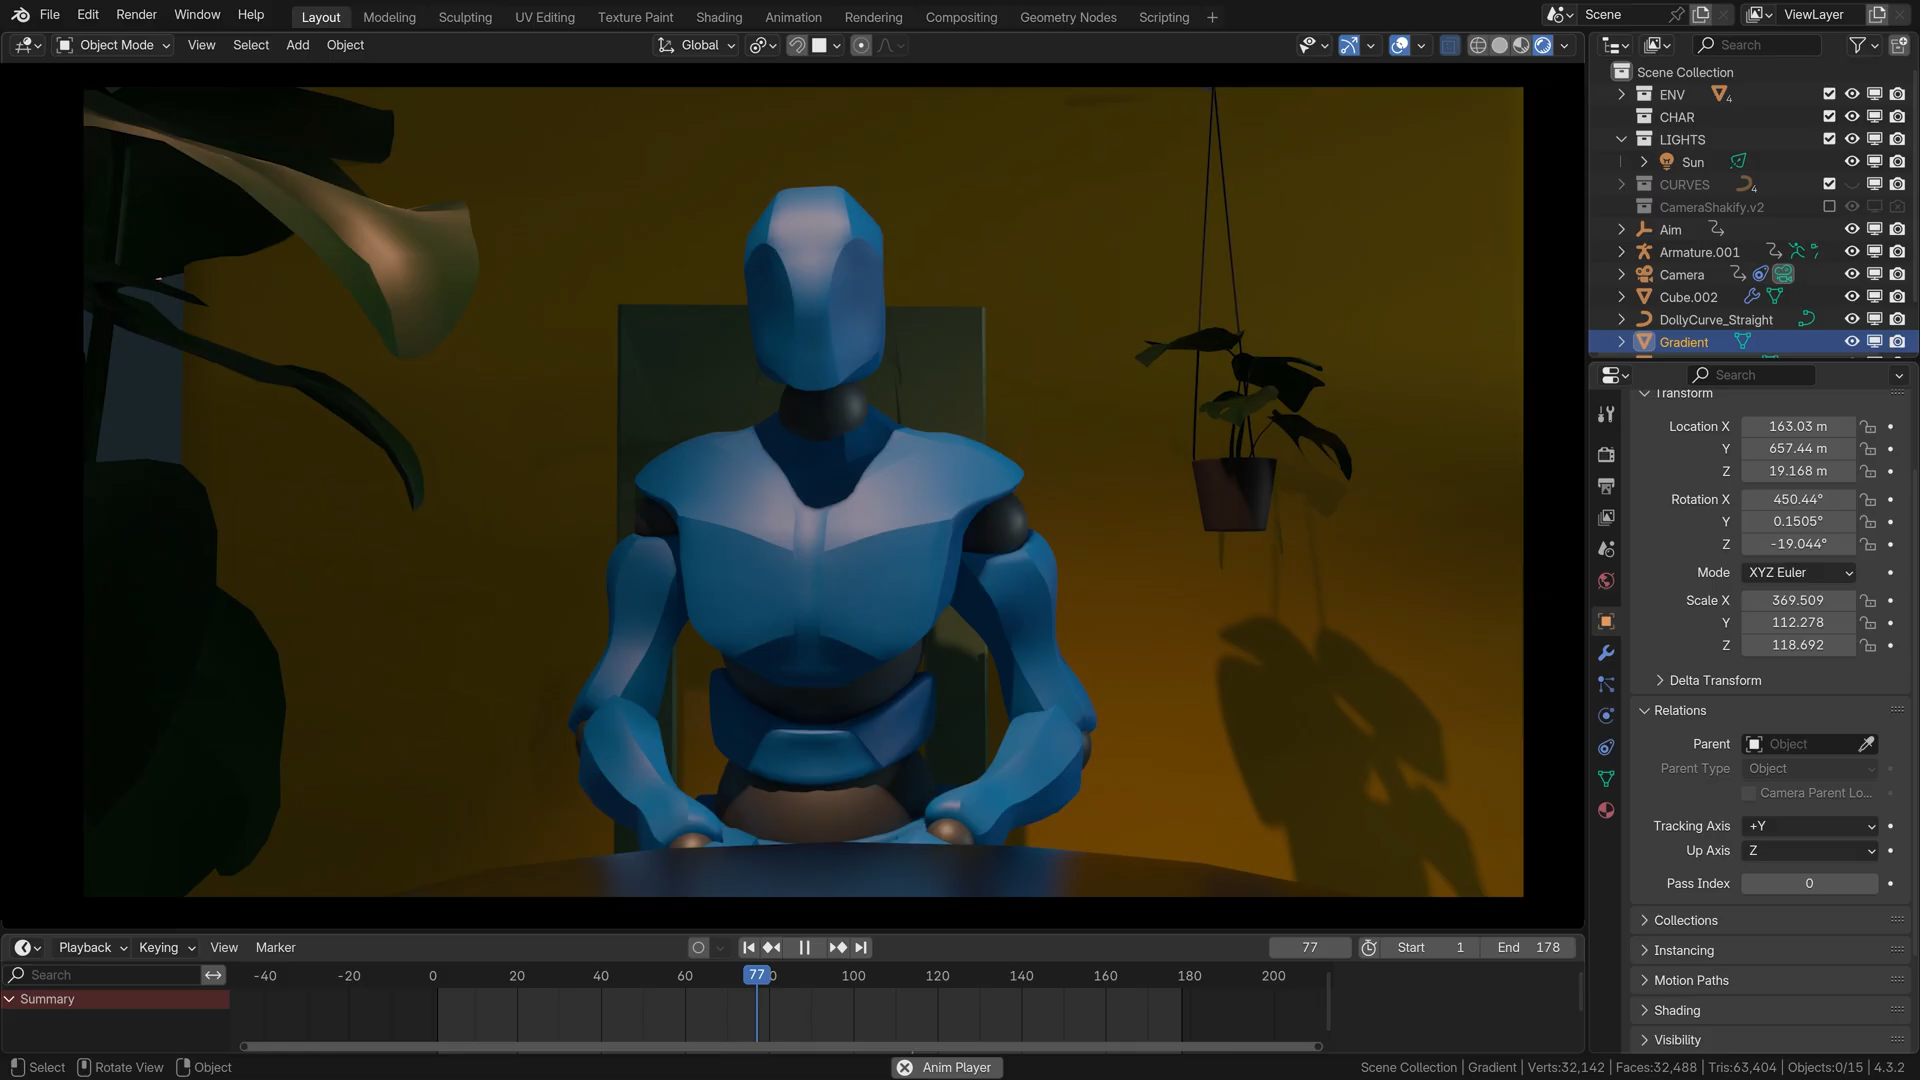 File Edit Render Window Help Layout Modeling Sculpting UV Editing Texture Paint Shading Animation Rendering Compositing Geometry Nodes Scripting + Scene ViewLayer
Object Mode View Select Add Object Global Search
Scene Collection
ENV 4
CHAR
LIGHTS
Sun
CURVES 4
CameraShakify.v2
Aim
Armature.001
Camera
Cube.002
DollyCurve_Straight
Gradient
Search
Transform
Location X 163.03 m
Y 657.44 m
Z 19.168 m
Rotation X 450.44°
Y 0.1505°
Z -19.044°
Mode XYZ Euler
Scale X 369.509
Y 112.278
Z 118.692
Delta Transform
Relations
Parent Object
Parent Type Object
Camera Parent Lo...
Tracking Axis +Y
Up Axis Z
Pass Index 0
Collections
Instancing
Motion Paths
Shading
Visibility
Playback Keying View Marker 77 Start 1 End 178
Search -40 -20 0 20 40 60 77 0 100 120 140 160 180 200
Summary
Select Rotate View Object Anim Player Scene Collection | Gradient | Verts:32,142 | Faces:32,488 | Tris:63,404 | Objects:0/15 | 4.3.2